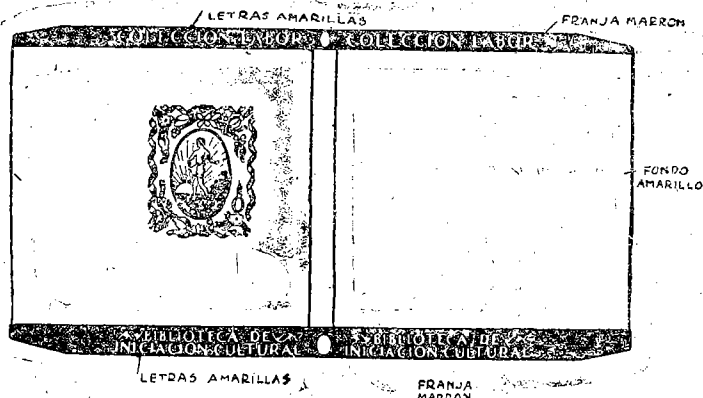 LETRAS AMARILLAS
FRANJA MARRON
COLECCION LABOR COLECCION LABOR
FONDO
AMARILLO
BIBLIOTECA DE BIBLIOTECA DE
INICIACION CULTURAL INICIACION CULTURAL
LETRAS AMARILLAS
FRANJA
MARRON